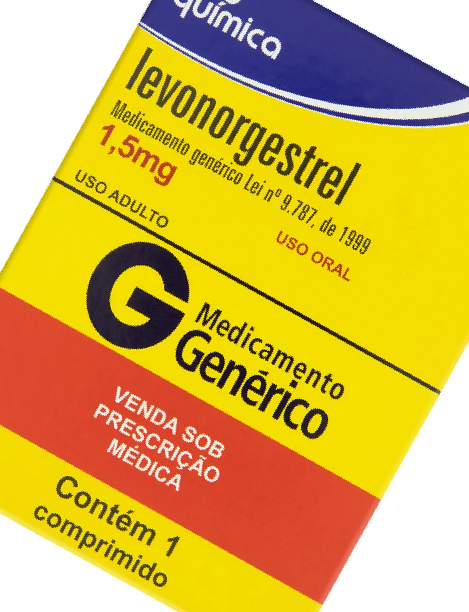 química
levonorgestrel
Medicamento genérico Lei nº 9.787, de 1999
1,5mg
USO ADULTO
USO ORAL
G
Medicamento
Genérico
VENDA SOB
PRESCRIÇÃO
MÉDICA
Contém 1
comprimido